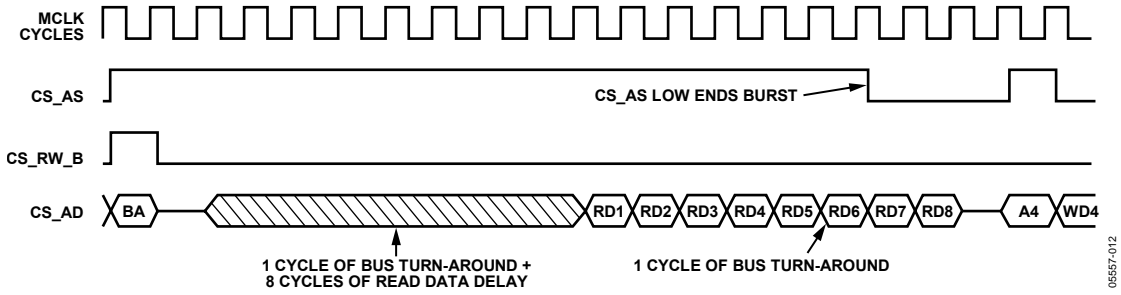 MCLK
CYCLES
CS_AS
CS_AS LOW ENDS BURST
CS_RW_B
CS_AD
BA
RD1 RD2 RD3 RD4 RD5 RD6 RD7 RD8
A4
WD4
1 CYCLE OF BUS TURN-AROUND +
8 CYCLES OF READ DATA DELAY
1 CYCLE OF BUS TURN-AROUND
05557-012